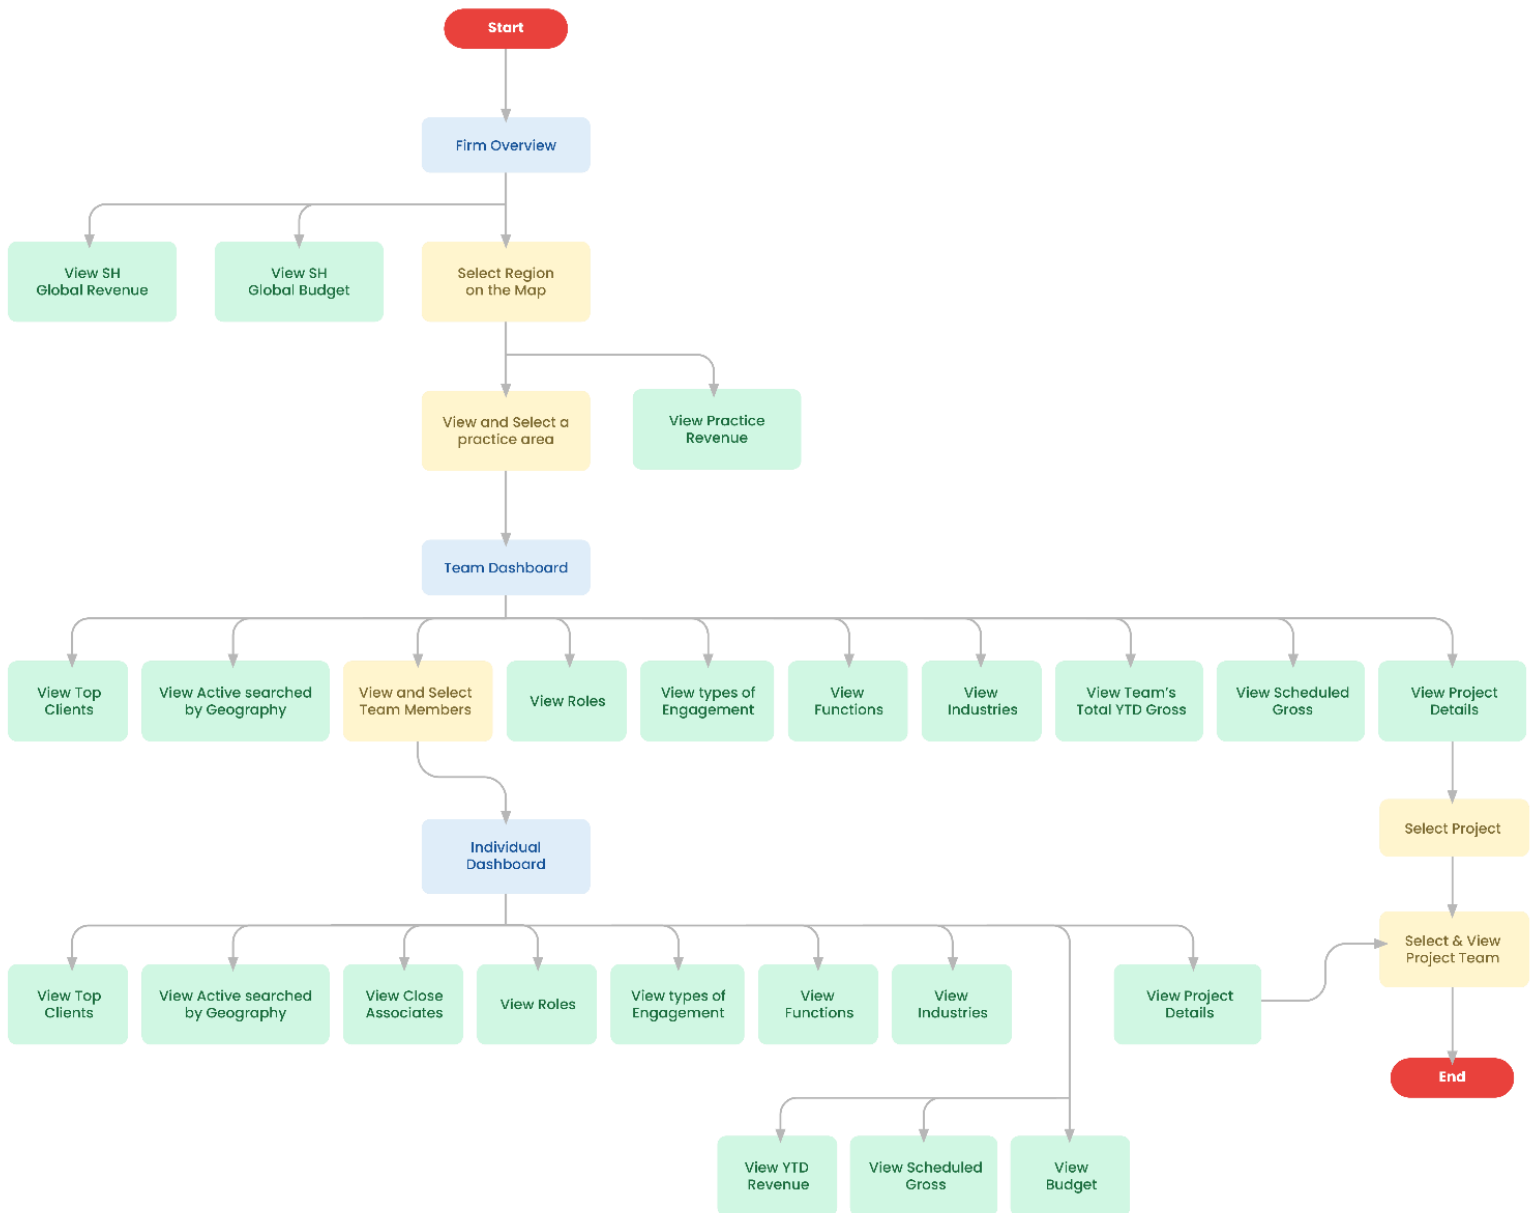 Start
Firm Overview
View SH
Global Revenue
View SH
Global Budget
Select Region
on the Map
View and Select a
practice area
View Practice
Revenue
Team Dashboard
View Top
Clients
View Active searched
by Geography
View and Select
Team Members
View Roles
View types of
Engagement
View
Functions
View
Industries
View Team's
Total YTD Gross
View Scheduled
Gross
View Project
Details
Select Project
Individual
Dashboard
Select & View
Project Team
View Top
Clients
View Active searched
by Geography
View Close
Associates
View Roles
View types of
Engagement
View
Functions
View
Industries
View Project
Details
End
View YTD
Revenue
View Scheduled
Gross
View
Budget